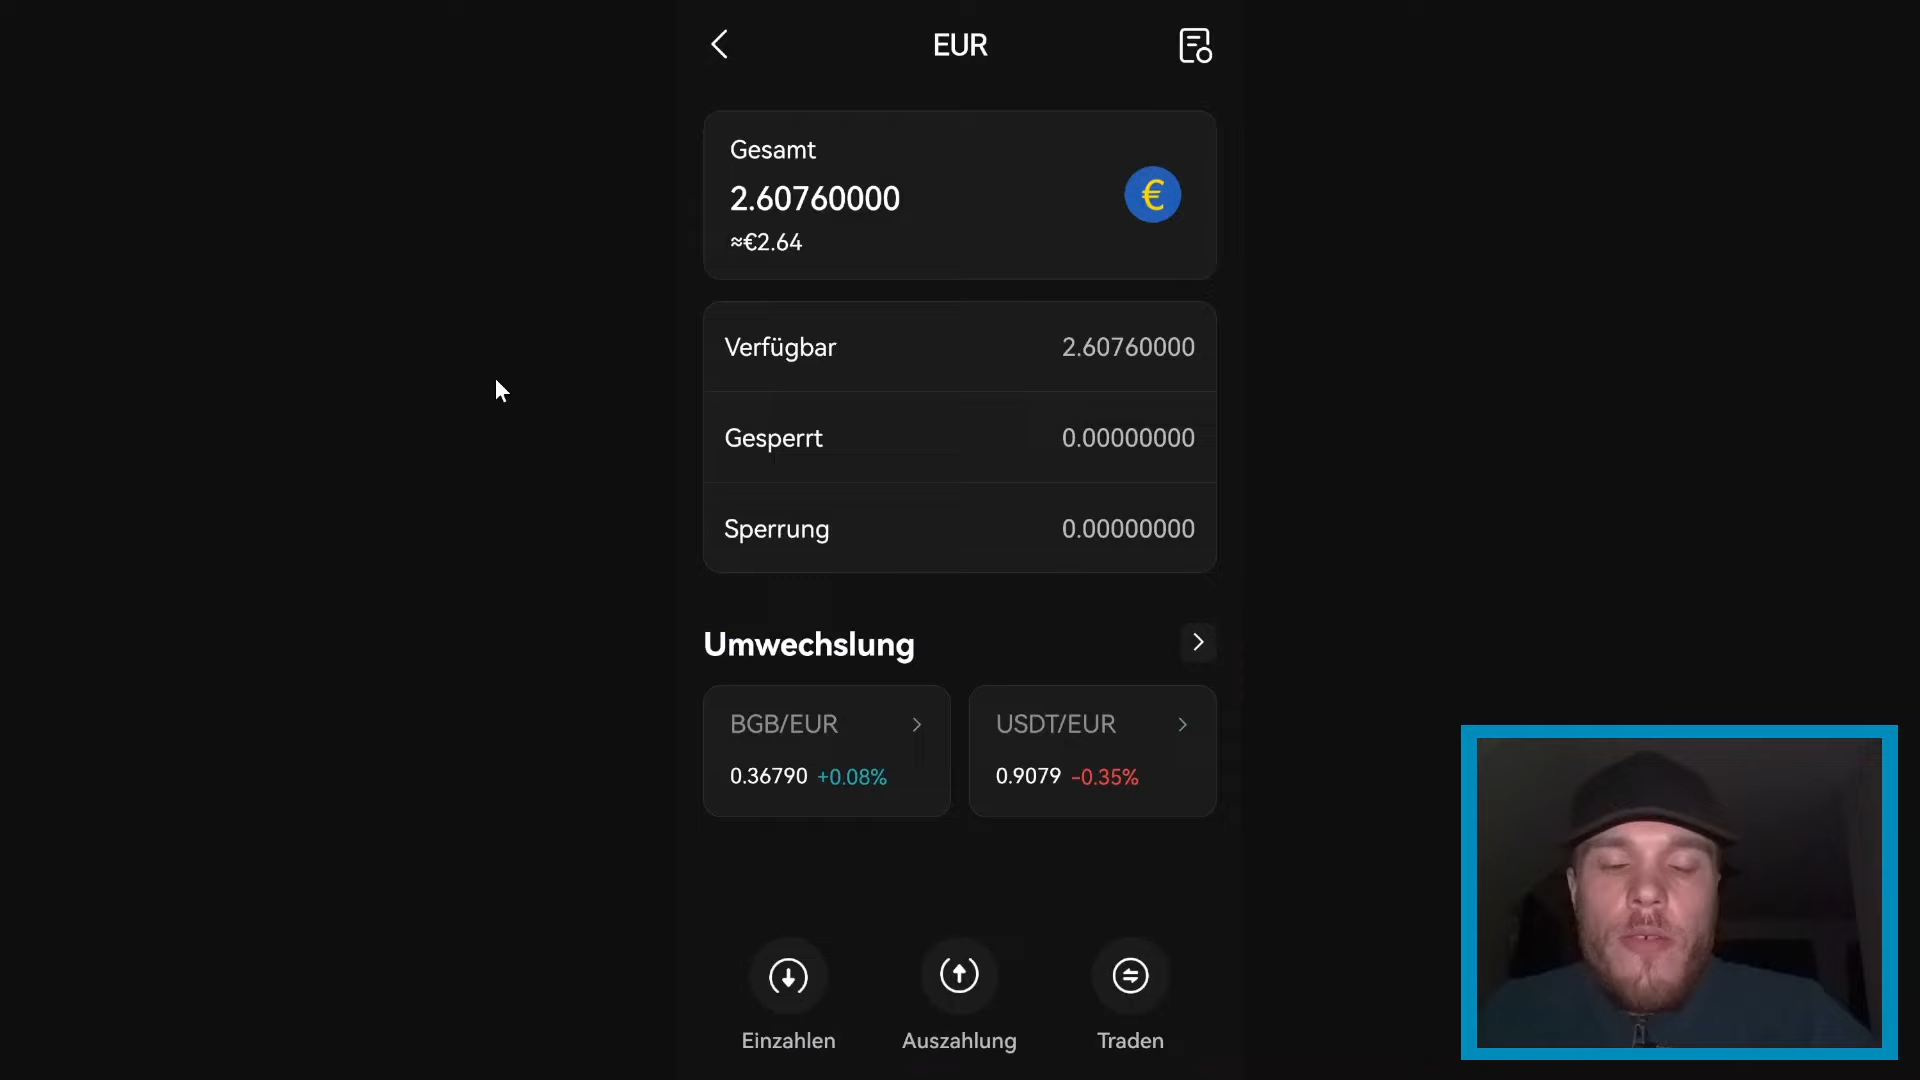 EUR
Gesamt
2.60760000
≈€2.64
€
Verfügbar 2.60760000
Gesperrt 0.00000000
Sperrung 0.00000000
Umwechslung
BGB/EUR USDT/EUR
0.36790 +0.08% 0.9079 -0.35%
Einzahlen Auszahlung Traden